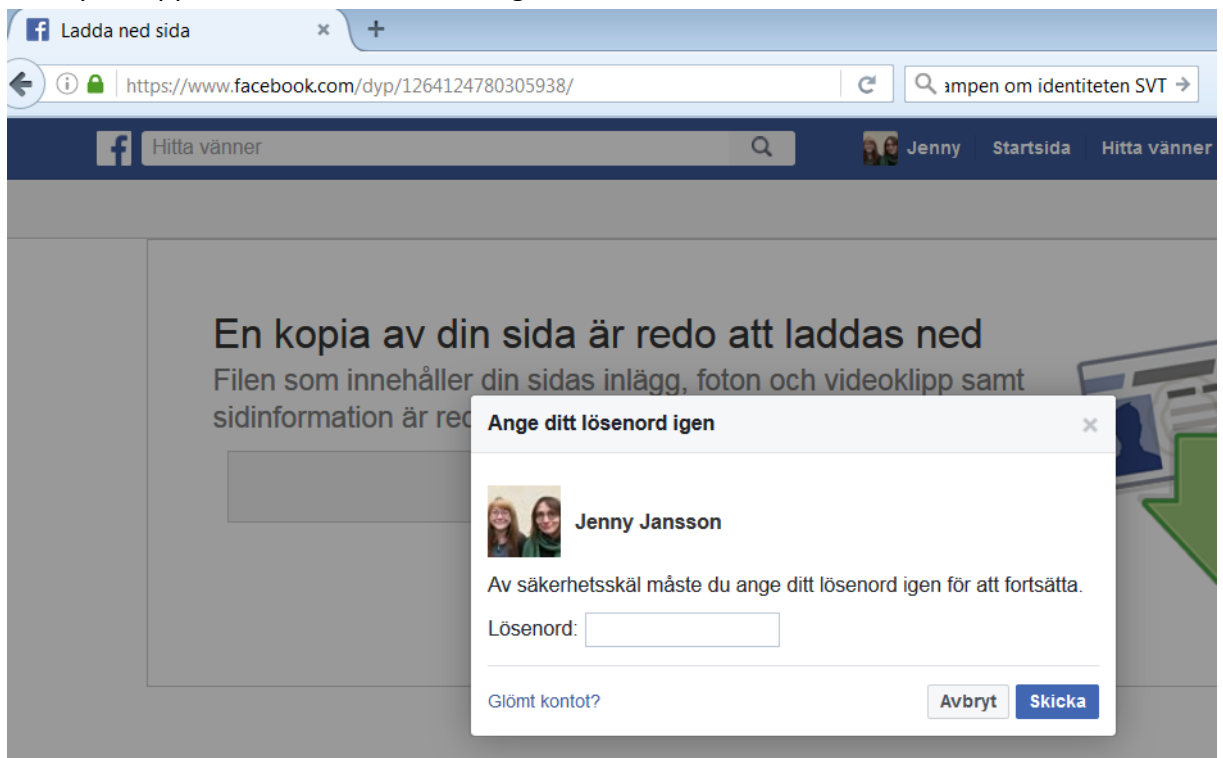 Ladda ned sida
https://www.facebook.com/dyp/1264124780305938/
ampen om identiteten SVT
Hitta vänner
Jenny Startsida Hitta vänner
En kopia av din sida är redo att laddas ned
Filen som innehåller din sidas inlägg, foton och videoklipp samt
sidinformation är red
Ange ditt lösenord igen
Jenny Jansson
Av säkerhetsskäl måste du ange ditt lösenord igen för att fortsätta.
Lösenord:
Glömt kontot?
Avbryt Skicka